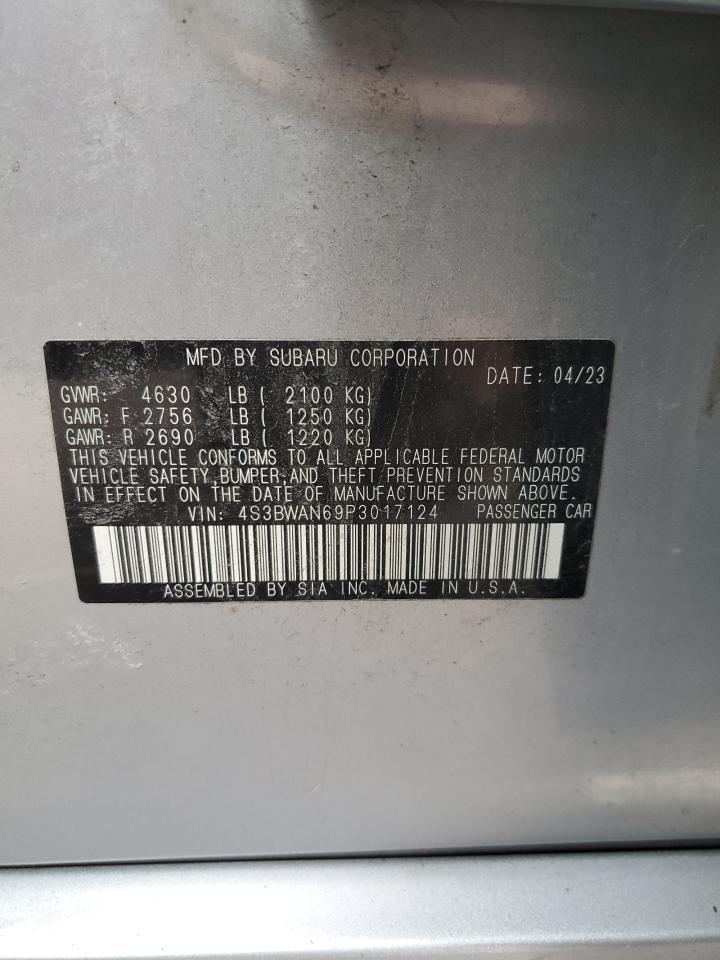 MFD BY SUBARU CORPORATION
DATE: 04/23
GVWR: 4630 LB ( 2100 KG)
GAWR: F 2756 LB ( 1250 KG)
GAWR: R 2690 LB ( 1220 KG)
THIS VEHICLE CONFORMS TO ALL APPLICABLE FEDERAL MOTOR
VEHICLE SAFETY,BUMPER,AND THEFT PREVENTION STANDARDS
IN EFFECT ON THE DATE OF MANUFACTURE SHOWN ABOVE.
VIN: 4S3BWAN69P3017124 PASSENGER CAR
ASSEMBLED BY SIA INC. MADE IN U.S.A.